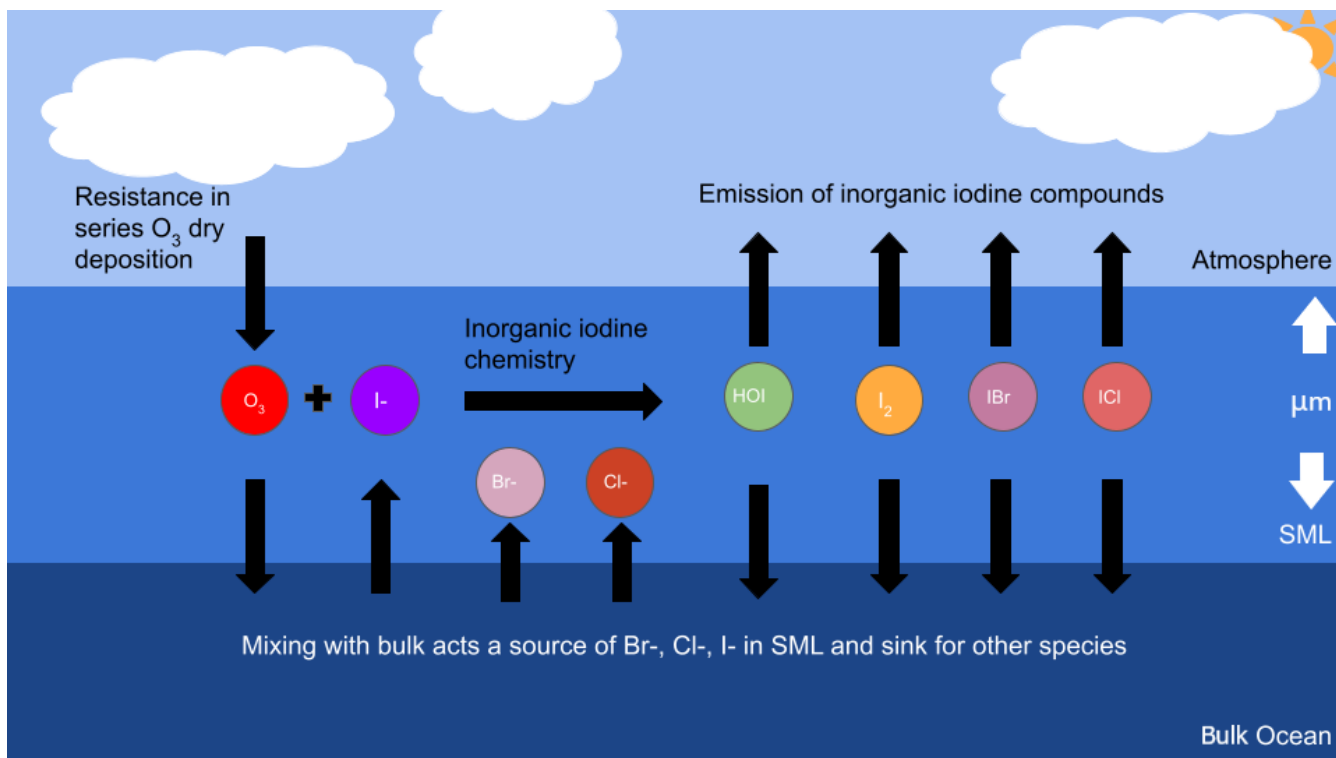 Resistance in
series O₃ dry
deposition
Emission of inorganic iodine compounds
Atmosphere
Inorganic iodine
chemistry
O₃
I-
HOI
I₂
IBr
ICl
μm
Br-
Cl-
SML
Mixing with bulk acts a source of Br-, Cl-, I- in SML and sink for other species
Bulk Ocean